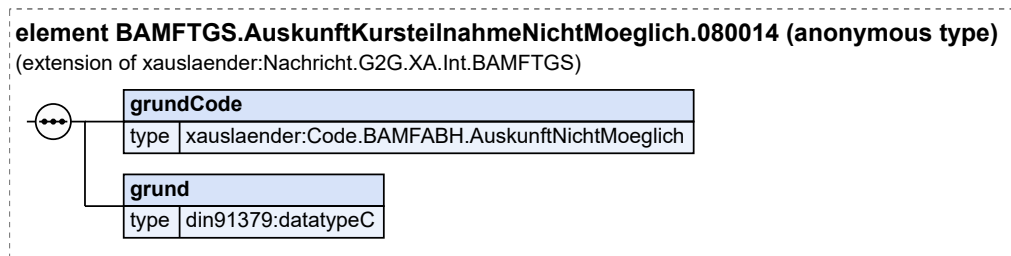 element BAMFTGS.AuskunftKursteilnahmeNichtMoeglich.080014 (anonymous type)
(extension of xauslaender:Nachricht.G2G.XA.Int.BAMFTGS)
grundCode
type xauslaender:Code.BAMFABH.AuskunftNichtMoeglich
grund
type din91379:datatypeC